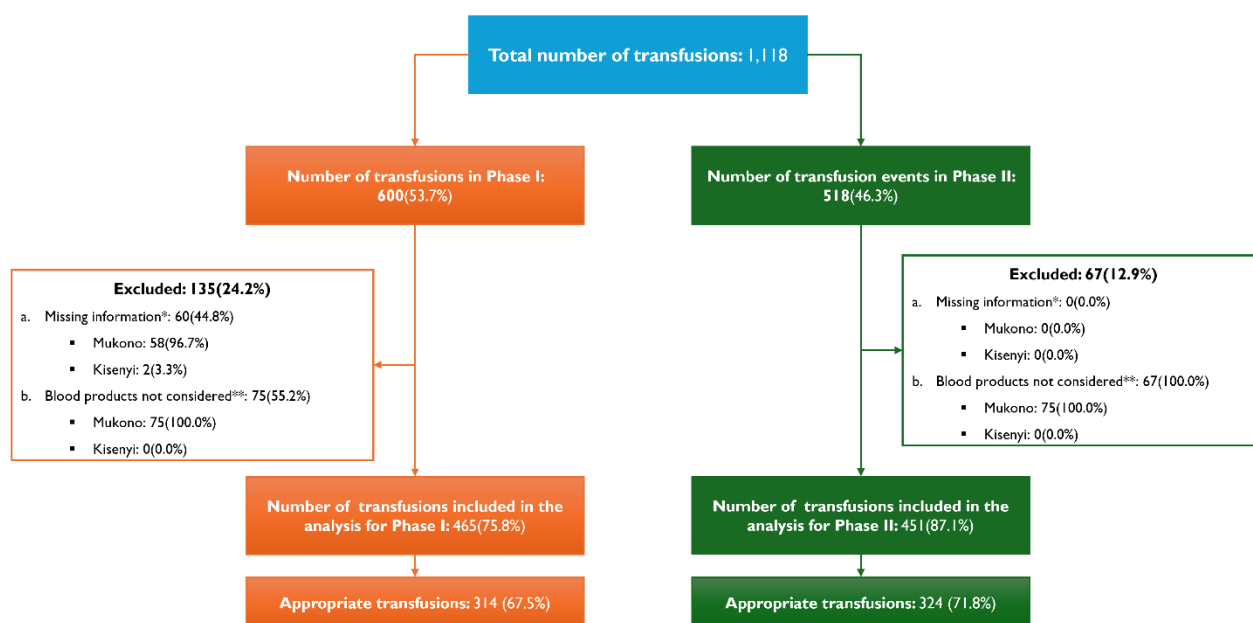 Total number of transfusions: 1,118
Number of transfusions in Phase I:
600(53.7%)
Number of transfusion events in Phase II:
518(46.3%)
Excluded: 135(24.2%)
a. Missing information*: 60(44.8%)
▪ Mukono: 58(96.7%)
▪ Kisenyi: 2(3.3%)
b. Blood products not considered**: 75(55.2%)
▪ Mukono: 75(100.0%)
▪ Kisenyi: 0(0.0%)
Excluded: 67(12.9%)
a. Missing information*: 0(0.0%)
▪ Mukono: 0(0.0%)
▪ Kisenyi: 0(0.0%)
b. Blood products not considered**: 67(100.0%)
▪ Mukono: 75(100.0%)
▪ Kisenyi: 0(0.0%)
Number of transfusions included in the
analysis for Phase I: 465(75.8%)
Number of transfusions included in the
analysis for Phase II: 451(87.1%)
Appropriate transfusions: 314 (67.5%)
Appropriate transfusions: 324 (71.8%)